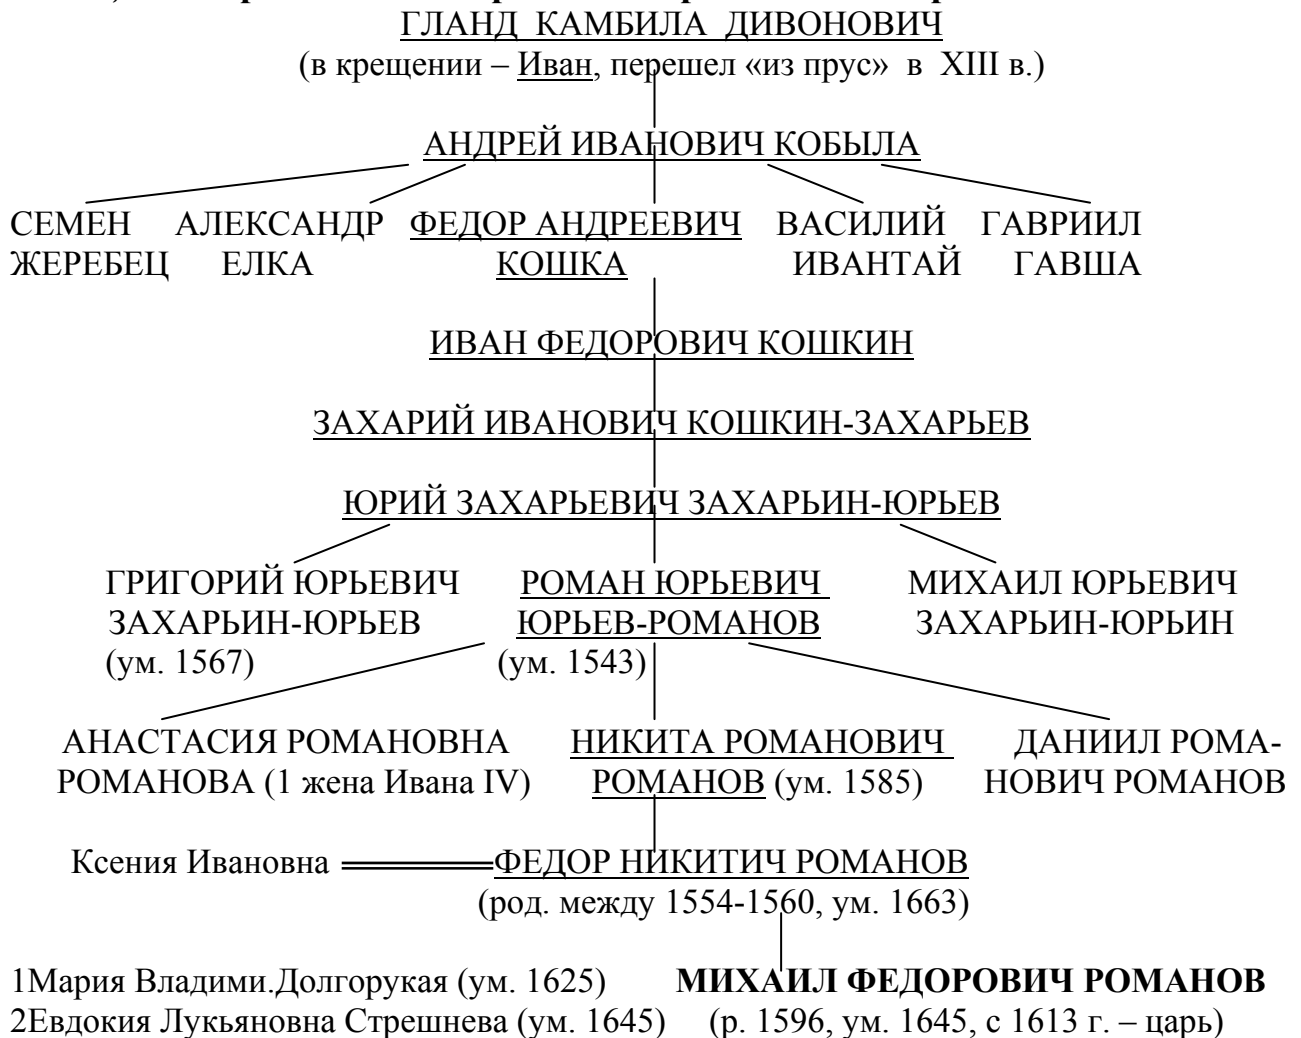 ГЛАНД КАМБИЛА ДИВОНОВИЧ
(в крещении – Иван, перешел «из прус» в XIII в.)
АНДРЕЙ ИВАНОВИЧ КОБЫЛА
СЕМЕН АЛЕКСАНДР ФЕДОР АНДРЕЕВИЧ ВАСИЛИЙ ГАВРИИЛ
ЖЕРЕБЕЦ ЕЛКА КОШКА ИВАНТАЙ ГАВША
ИВАН ФЕДОРОВИЧ КОШКИН
ЗАХАРИЙ ИВАНОВИЧ КОШКИН-ЗАХАРЬЕВ
ЮРИЙ ЗАХАРЬЕВИЧ ЗАХАРЬИН-ЮРЬЕВ
ГРИГОРИЙ ЮРЬЕВИЧ РОМАН ЮРЬЕВИЧ МИХАИЛ ЮРЬЕВИЧ
ЗАХАРЬИН-ЮРЬЕВ ЮРЬЕВ-РОМАНОВ ЗАХАРЬИН-ЮРЬИН
(ум. 1567) (ум. 1543)
АНАСТАСИЯ РОМАНОВНА НИКИТА РОМАНОВИЧ ДАНИИЛ РОМА-
РОМАНОВА (1 жена Ивана IV) РОМАНОВ (ум. 1585) НОВИЧ РОМАНОВ
Ксения Ивановна ФЕДОР НИКИТИЧ РОМАНОВ
(род. между 1554-1560, ум. 1663)
1Мария Владими.Долгорукая (ум. 1625) МИХАИЛ ФЕДОРОВИЧ РОМАНОВ
2Евдокия Лукьяновна Стрешнева (ум. 1645) (р. 1596, ум. 1645, с 1613 г. – царь)